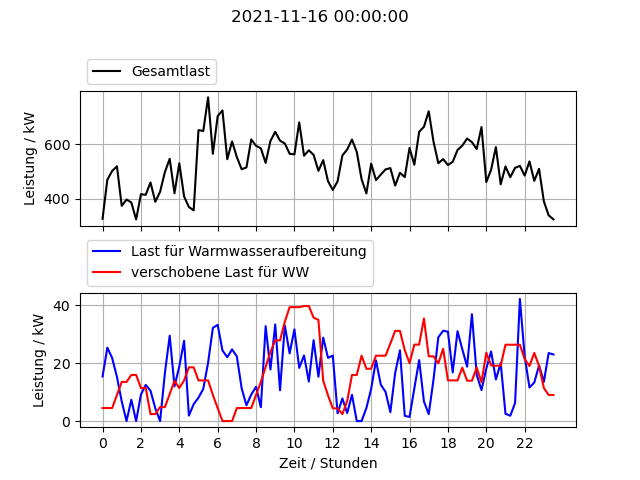 2021-11-16 00:00:00
Gesamtlast
Leistung / kW
600
400
Last für Warmwasseraufbereitung
verschobene Last für WW
Leistung / kW
40
20
0
0 2 4 6 8 10 12 14 16 18 20 22
Zeit / Stunden